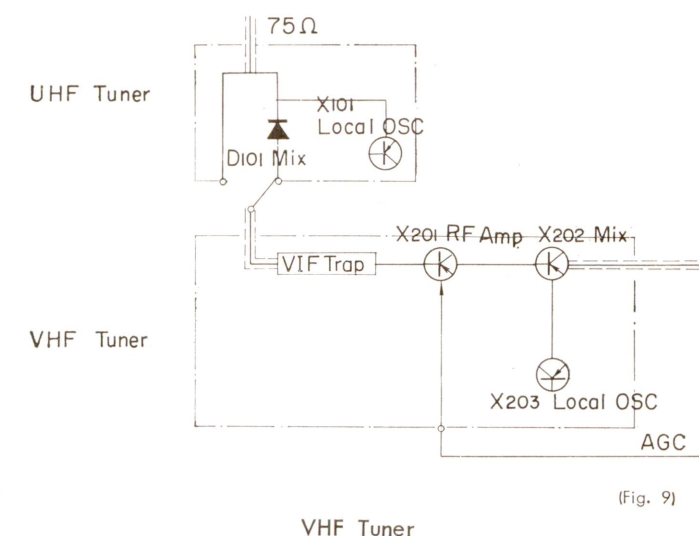 75Ω
UHF Tuner
X101
Local OSC
D101 Mix
X201 RF Amp X202 Mix
VIF Trap
VHF Tuner
X203 Local OSC
AGC
(Fig. 9)
VHF Tuner